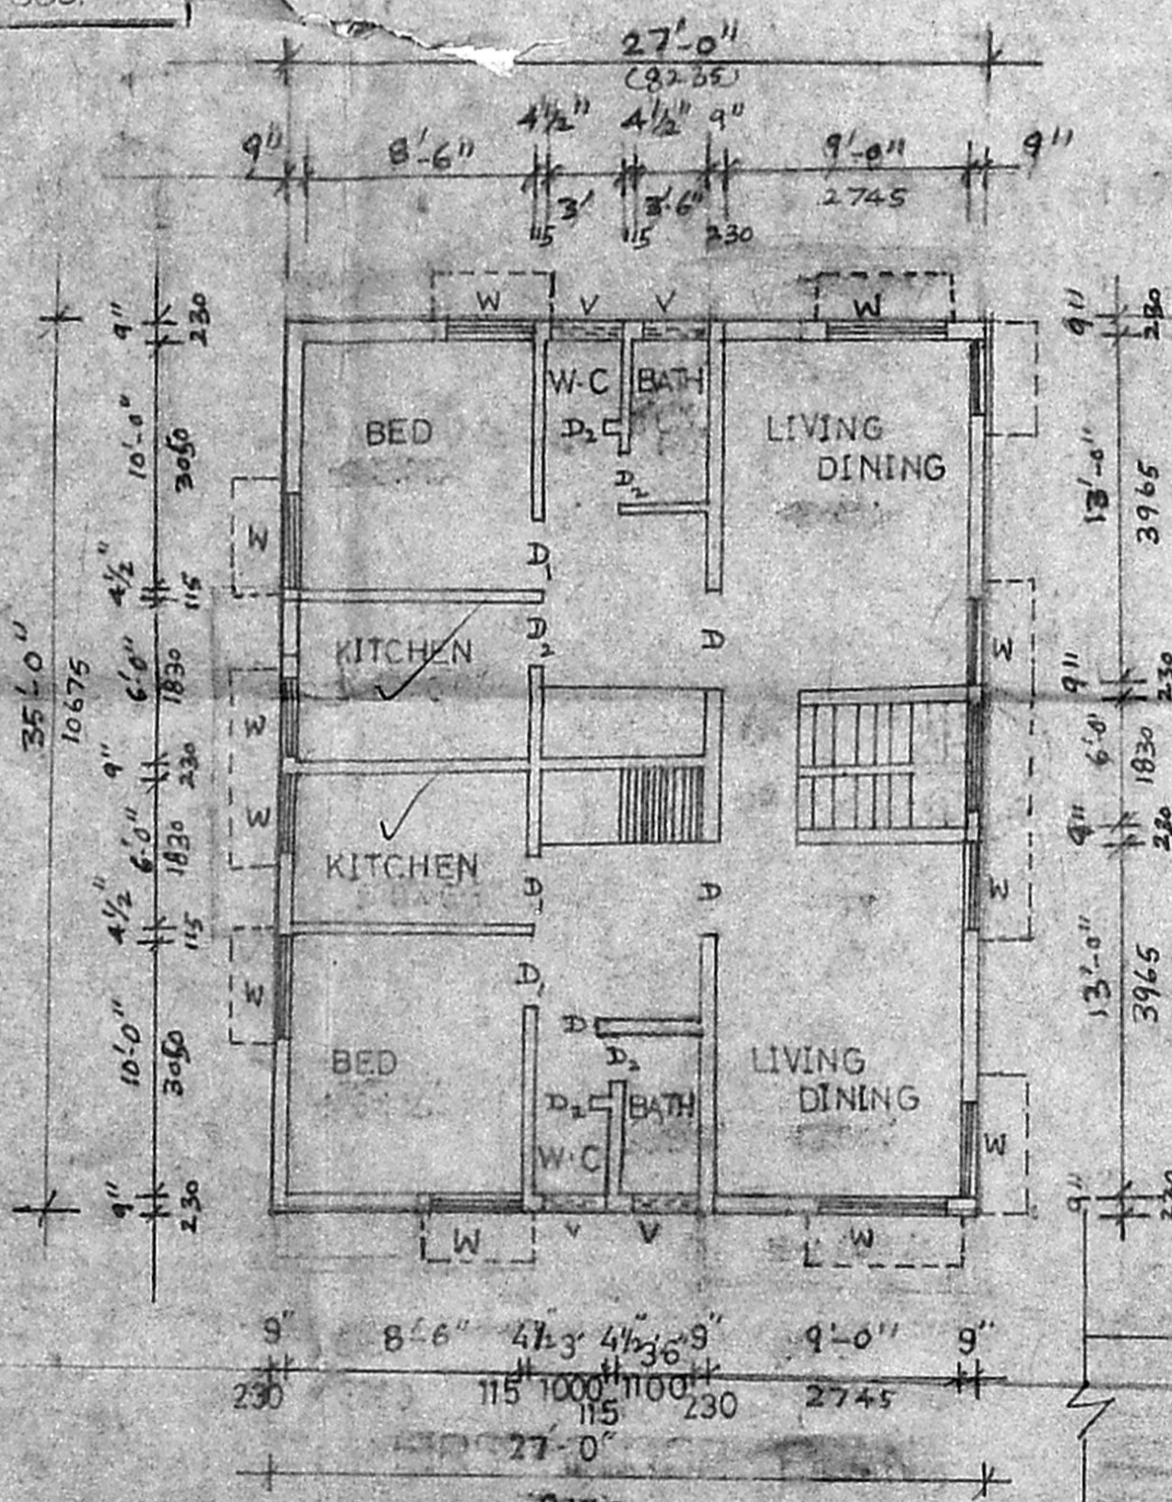 27'-0"
(8235)
4½" 4½" 9"
9" 8'-6" 9'-0" 9"
3' 3'-6" 2745
115 115 230
W V V W
9" 230
10'-0" 3050
4½" 115
6'-0" 1830
9" 230
6'-0" 1830
4½" 115
10'-0" 3050
9" 230
35'-0"
10675
W·C BATH
BED
D2
LIVING
DINING
D2
W
D1
KITCHEN
D2
D
W
W
W
KITCHEN
D
D
W
W
D1
D
D2
BED
LIVING
DINING
D2 BATH
W·C
W
W V V W
9" 230
13'-0" 3965
9" 230
6'-0" 1830
9" 230
13'-0" 3965
9"
9" 8'-6" 4½ 3' 4½" 3'6" 9" 9'-0" 9"
230 115 1000 1100 230 2745
115
27'-0"